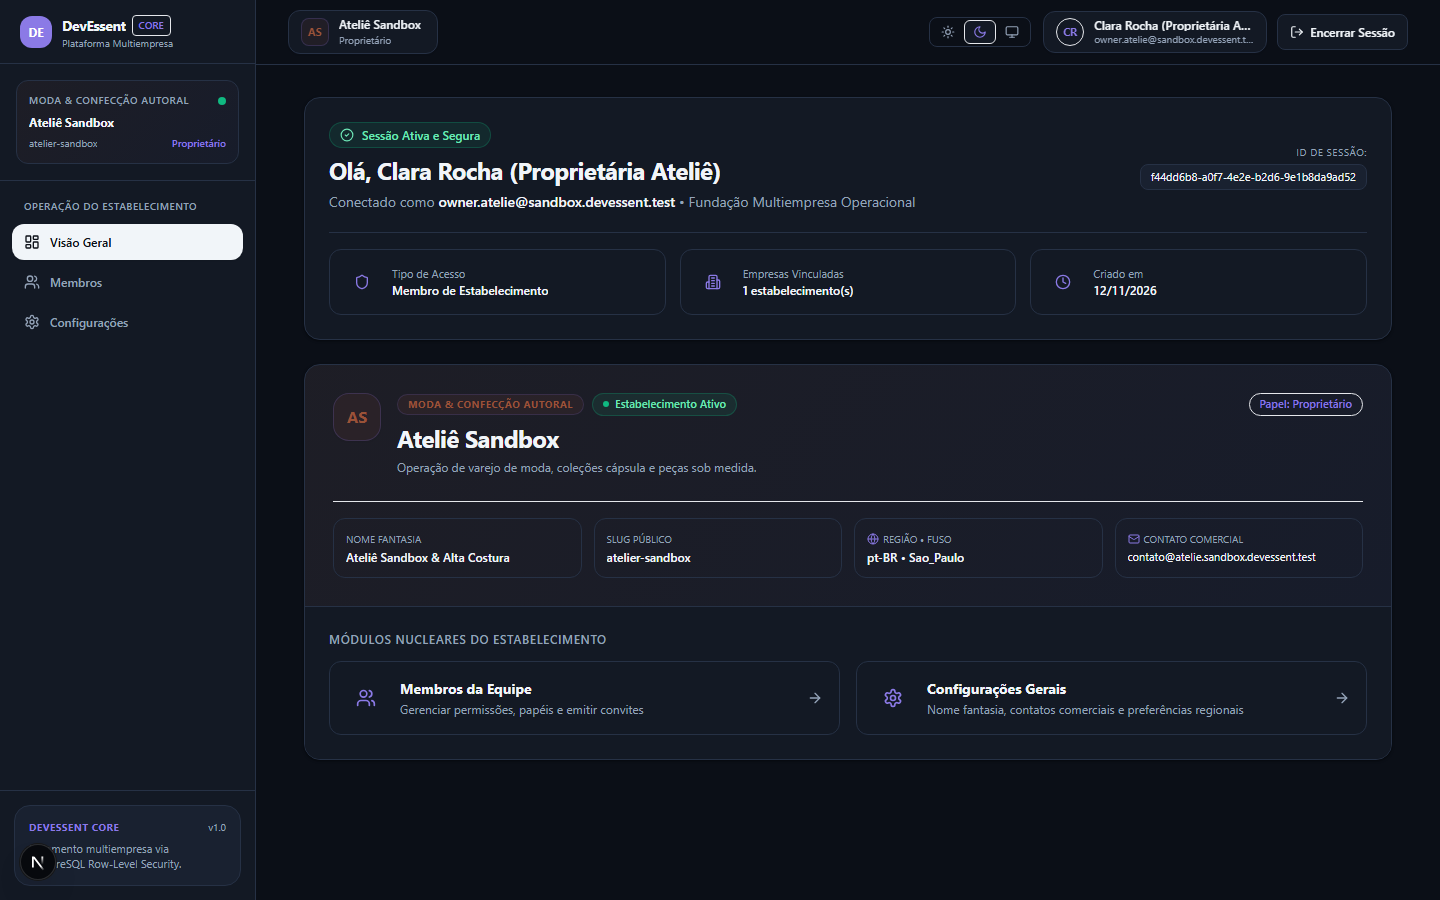 DE
DevEssent CORE
Plataforma Multiempresa
MODA & CONFECÇÃO AUTORAL
Ateliê Sandbox
atelier-sandbox Proprietário
OPERAÇÃO DO ESTABELECIMENTO
Visão Geral
Membros
Configurações
DEVESSENT CORE v1.0
mento multiempresa via
reSQL Row-Level Security.
N
AS
Ateliê Sandbox
Proprietário
CR
Clara Rocha (Proprietária A...
owner.atelie@sandbox.devessent.t...
Encerrar Sessão
Sessão Ativa e Segura
Olá, Clara Rocha (Proprietária Ateliê)
Conectado como owner.atelie@sandbox.devessent.test • Fundação Multiempresa Operacional
ID DE SESSÃO:
f44dd6b8-a0f7-4e2e-b2d6-9e1b8da9ad52
Tipo de Acesso
Membro de Estabelecimento
Empresas Vinculadas
1 estabelecimento(s)
Criado em
12/11/2026
AS
MODA & CONFECÇÃO AUTORAL
Estabelecimento Ativo
Papel: Proprietário
Ateliê Sandbox
Operação de varejo de moda, coleções cápsula e peças sob medida.
NOME FANTASIA
Ateliê Sandbox & Alta Costura
SLUG PÚBLICO
atelier-sandbox
REGIÃO • FUSO
pt-BR • Sao_Paulo
CONTATO COMERCIAL
contato@atelie.sandbox.devessent.test
MÓDULOS NUCLEARES DO ESTABELECIMENTO
Membros da Equipe
Gerenciar permissões, papéis e emitir convites
Configurações Gerais
Nome fantasia, contatos comerciais e preferências regionais